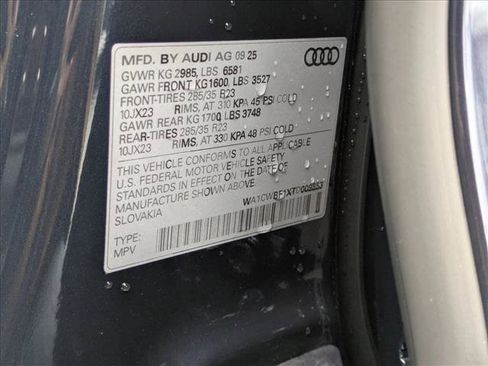 MFD. BY AUDI AG 09 25
GVWR KG 2985, LBS 6581
GAWR FRONT KG1600, LBS 3527
FRONT-TIRES 285/35 R23
10JX23 RIMS, AT 310 KPA 45 PSI COLD
GAWR REAR KG1700, LBS 3748
REAR-TIRES 285/35 R23
10JX23 RIMS, AT 330 KPA 48 PSI COLD
THIS VEHICLE CONFORMS TO ALL APPLICABLE
U.S. FEDERAL MOTOR VEHICLE SAFETY
STANDARDS IN EFFECT ON THE DATE OF
MANUFACTURE SHOWN ABOVE
SLOVAKIA
TYPE:
MPV